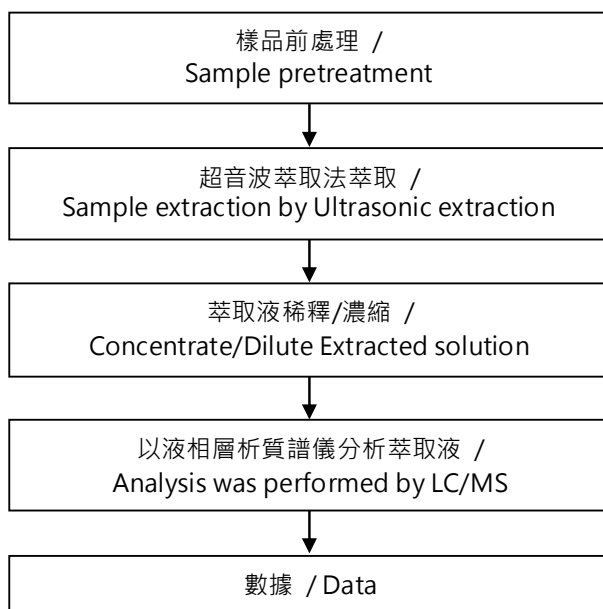 樣品前處理 /
Sample pretreatment
超音波萃取法萃取 /
Sample extraction by Ultrasonic extraction
萃取液稀釋/濃縮 /
Concentrate/Dilute Extracted solution
以液相層析質譜儀分析萃取液 /
Analysis was performed by LC/MS
數據 / Data